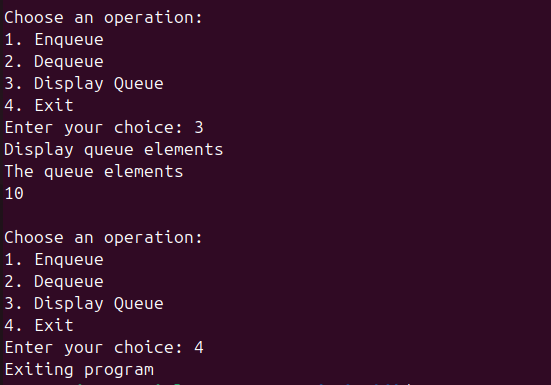 Choose an operation:
1. Enqueue
2. Dequeue
3. Display Queue
4. Exit
Enter your choice: 3
Display queue elements
The queue elements
10
Choose an operation:
1. Enqueue
2. Dequeue
3. Display Queue
4. Exit
Enter your choice: 4
Exiting program